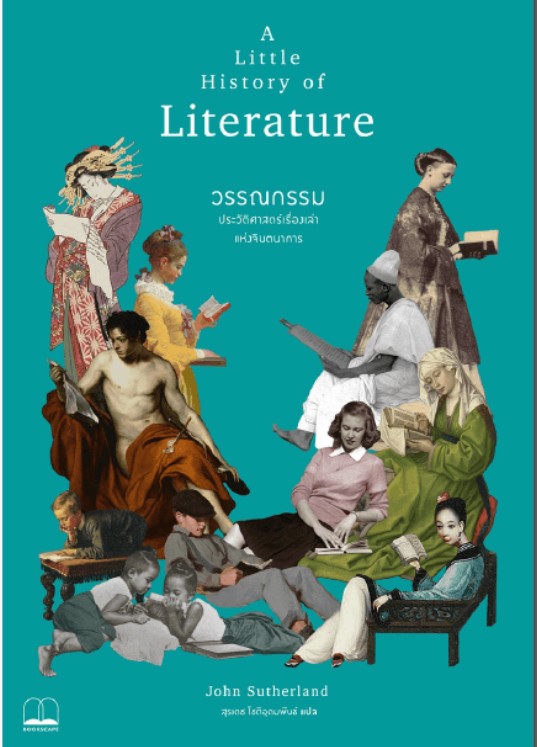 A
Little
History of
Literature
วรรณกรรม
ประวัติศาสตร์เรื่องเล่า
แห่งจินตนาการ
John Sutherland
สุรเดช โชติอุดมพันธ์ แปล
BOOKSCAPE